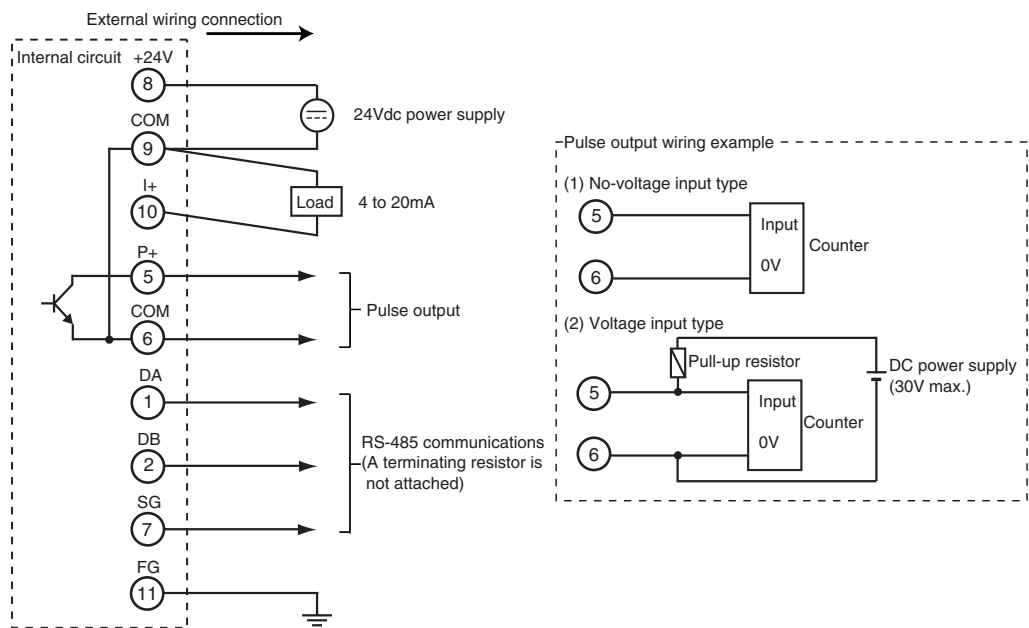 External wiring connection
Internal circuit
+24V
8
24Vdc power supply
COM
9
I+
10
Load
4 to 20mA
P+
5
Pulse output
COM
6
DA
1
DB
2
RS-485 communications
(A terminating resistor is
not attached)
SG
7
FG
11
Pulse output wiring example
(1) No-voltage input type
5
6
Input
0V
Counter
(2) Voltage input type
Pull-up resistor
DC power supply
(30V max.)
5
6
Input
0V
Counter